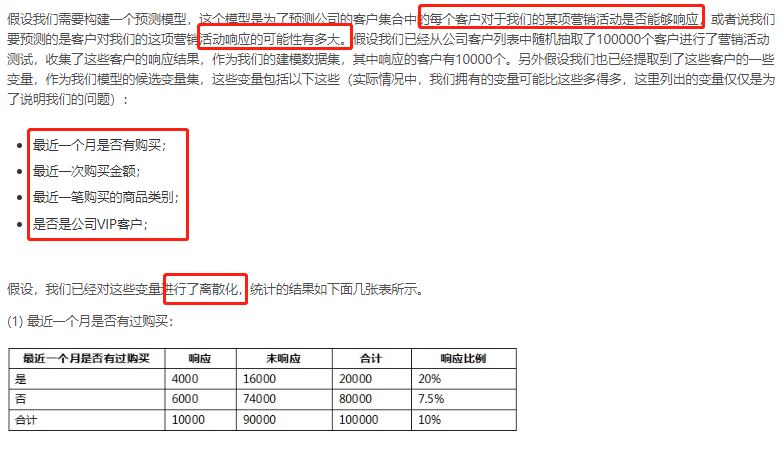 假设我们需要构建一个预测模型，这个模型是为了预测公司的客户集合中的每个客户对于我们的某项营销活动是否能够响应，或者说我们
要预测的是客户对我们的这项营销活动响应的可能性有多大。假设我们已经从公司客户列表中随机抽取了100000个客户进行了营销活动
测试，收集了这些客户的响应结果，作为我们的建模数据集，其中响应的客户有10000个。另外假设我们也已经提取到了这些客户的一些
变量，作为我们模型的候选变量集，这些变量包括以下这些（实际情况中，我们拥有的变量可能比这些多得多，这里列出的变量仅仅是为
了说明我们的问题）：
• 最近一个月是否有购买；
• 最近一次购买金额；
• 最近一笔购买的商品类别；
• 是否是公司VIP客户；
假设，我们已经对这些变量进行了离散化，统计的结果如下面几张表所示。
(1) 最近一个月是否有过购买：
最近一个月是否有过购买 响应 未响应 合计 响应比例
是 4000 16000 20000 20%
否 6000 74000 80000 7.5%
合计 10000 90000 100000 10%